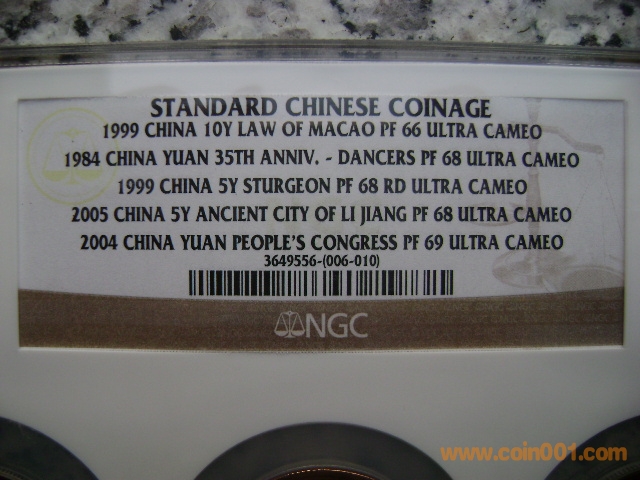 STANDARD CHINESE COINAGE
1999 CHINA 10Y LAW OF MACAO PF 66 ULTRA CAMEO
1984 CHINA YUAN 35TH ANNIV. - DANCERS PF 68 ULTRA CAMEO
1999 CHINA 5Y STURGEON PF 68 RD ULTRA CAMEO
2005 CHINA 5Y ANCIENT CITY OF LI JIANG PF 68 ULTRA CAMEO
2004 CHINA YUAN PEOPLE'S CONGRESS PF 69 ULTRA CAMEO
3649556-(006-010)
NGC
www.coin001.com